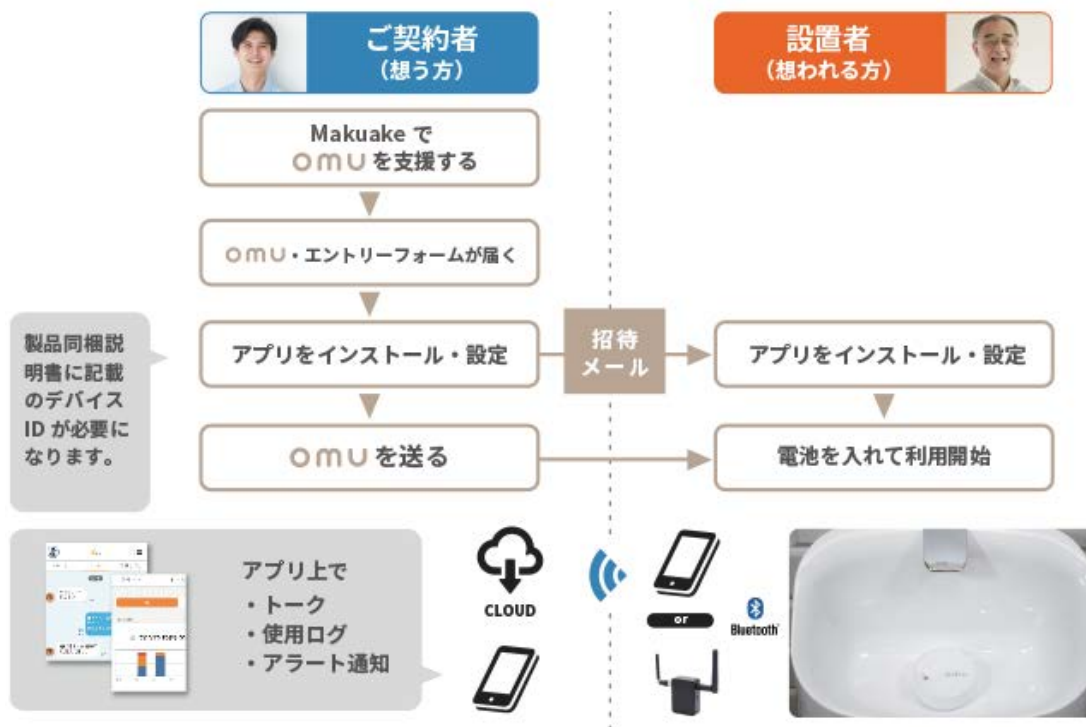 ご契約者
（想う方）
設置者
（想われる方）
Makuake で
omu を支援する
omu・エントリーフォームが届く
製品同梱説
明書に記載
のデバイス
ID が必要に
なります。
アプリをインストール・設定
招待
メール
アプリをインストール・設定
omu を送る
電池を入れて利用開始
アプリ上で
・トーク
・使用ログ
・アラート通知
CLOUD
or
Bluetooth